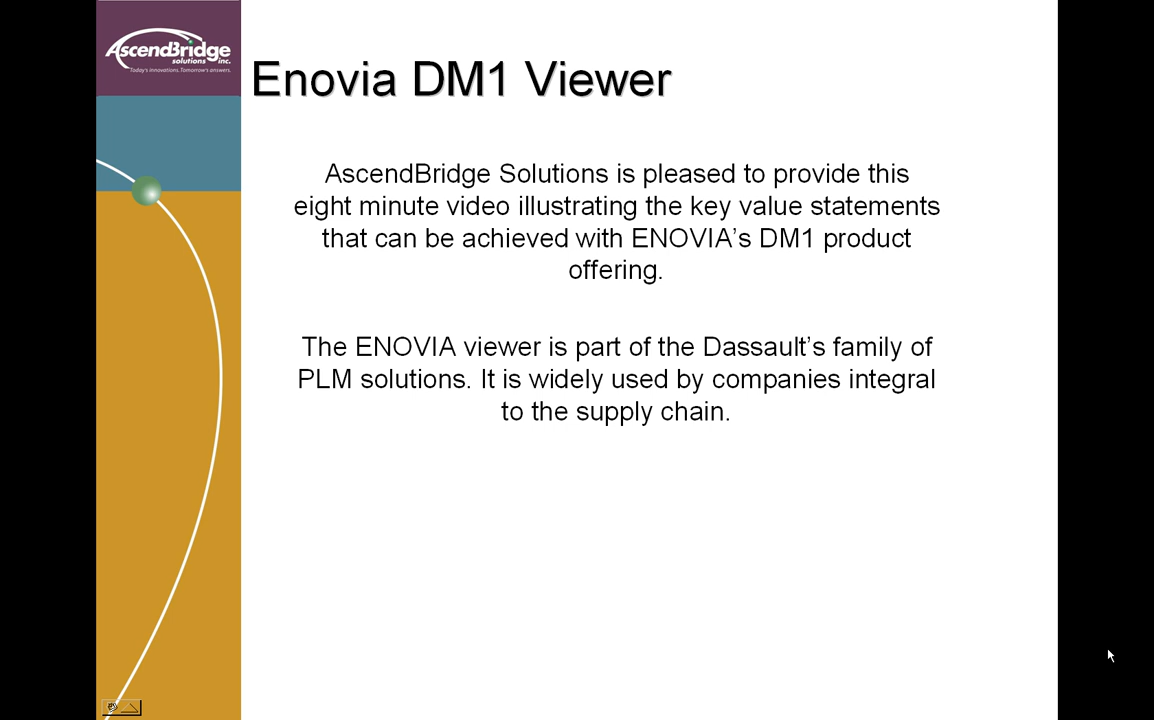 AscendBridge
solutions inc.
Today's innovations. Tomorrow's answers.
Enovia DM1 Viewer
AscendBridge Solutions is pleased to provide this
eight minute video illustrating the key value statements
that can be achieved with ENOVIA’s DM1 product
offering.
The ENOVIA viewer is part of the Dassault’s family of
PLM solutions. It is widely used by companies integral
to the supply chain.